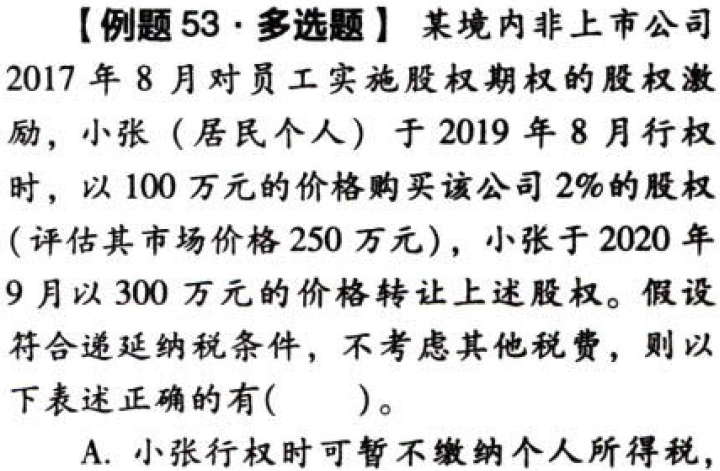 【例题 53·多选题】 某境内非上市公司
2017 年 8 月对员工实施股权期权的股权激
励，小张（居民个人）于 2019 年 8 月行权
时，以 100 万元的价格购买该公司 2%的股权
（评估其市场价格 250 万元），小张于 2020 年
9 月以 300 万元的价格转让上述股权。假设
符合递延纳税条件，不考虑其他税费，则以
下表述正确的有(　　)。
A. 小张行权时可暂不缴纳个人所得税，